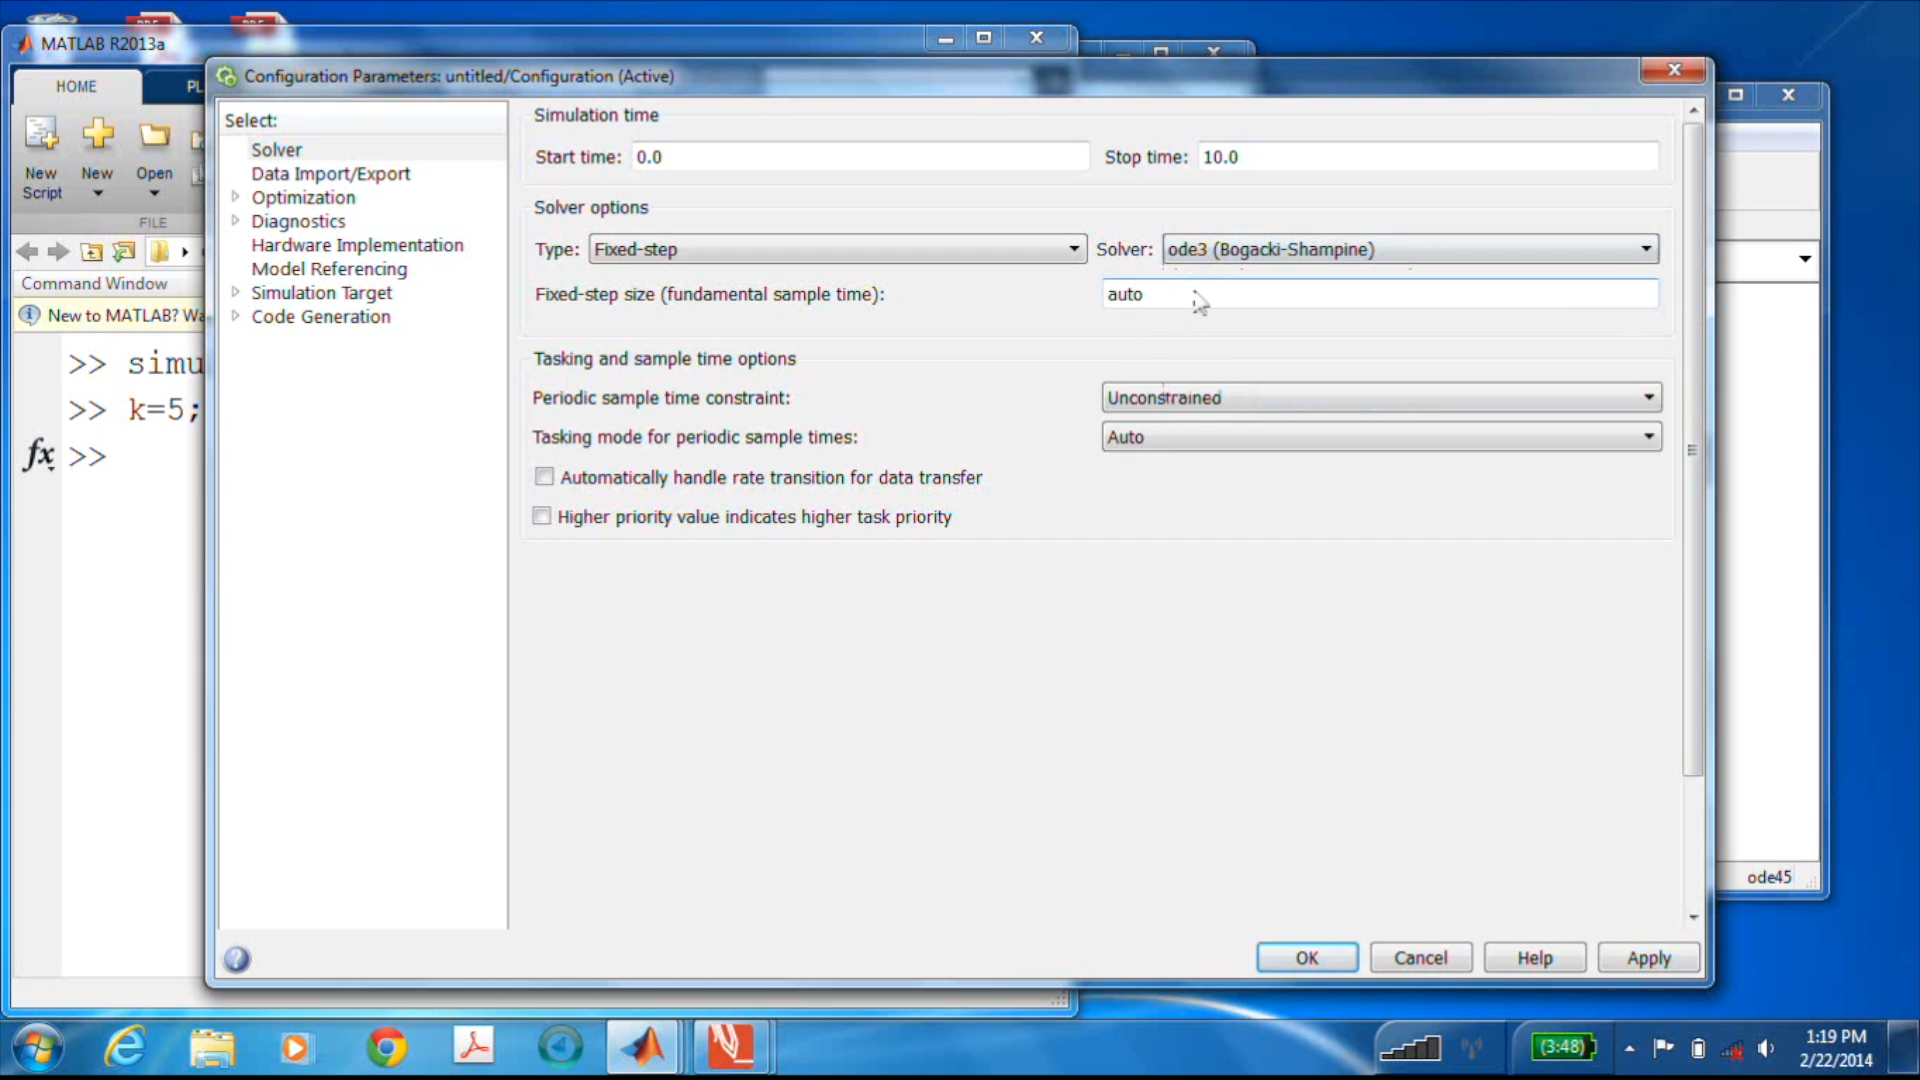 MATLAB R2013a
HOME
PL
New
Script
New
Open
FILE
Command Window
New to MATLAB? Wa
>> simu
>> k=5;
fx >>
Configuration Parameters: untitled/Configuration (Active)
Select:
Solver
Data Import/Export
Optimization
Diagnostics
Hardware Implementation
Model Referencing
Simulation Target
Code Generation
Simulation time
Start time: 0.0
Stop time: 10.0
Solver options
Type: Fixed-step
Solver: ode3 (Bogacki-Shampine)
Fixed-step size (fundamental sample time): auto
Tasking and sample time options
Periodic sample time constraint: Unconstrained
Tasking mode for periodic sample times: Auto
Automatically handle rate transition for data transfer
Higher priority value indicates higher task priority
OK
Cancel
Help
Apply
ode45
(3:48)
1:19 PM
2/22/2014